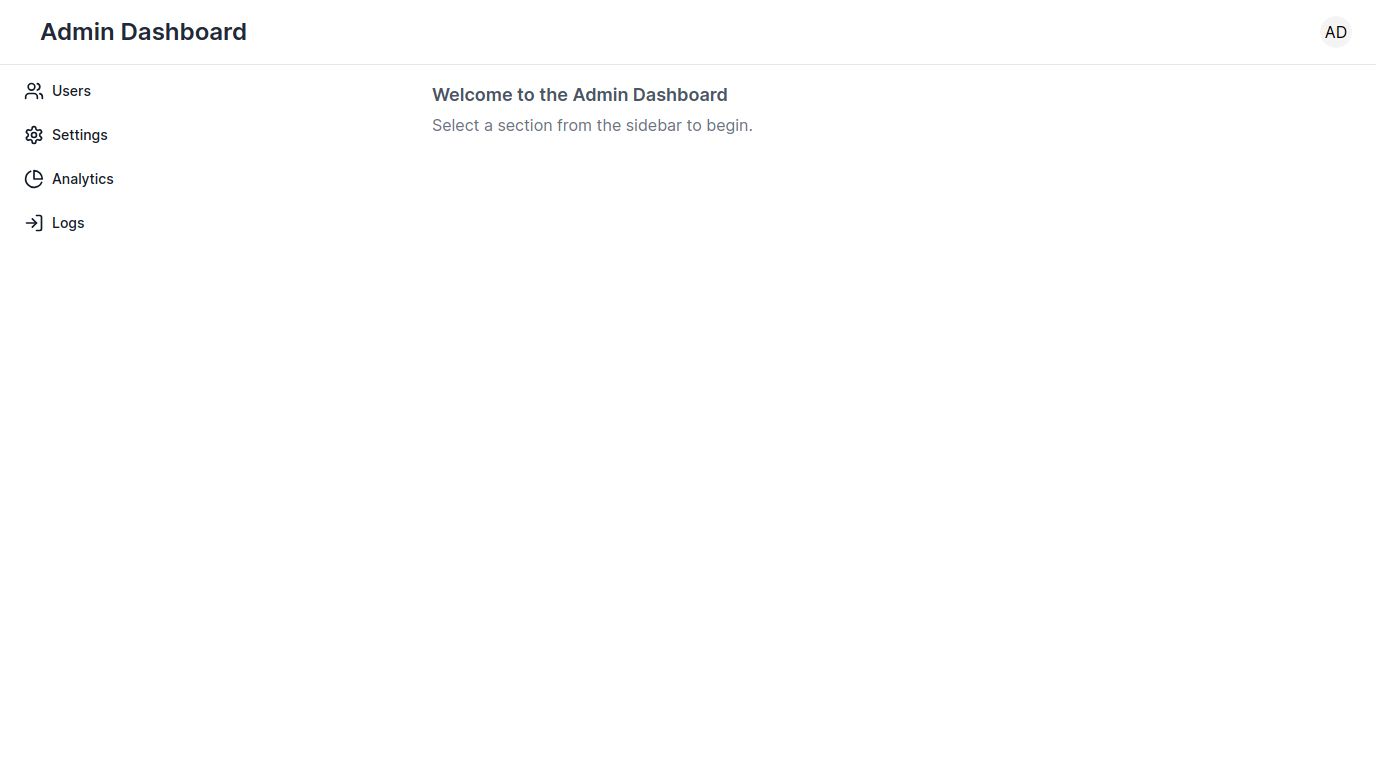 Admin Dashboard
AD
Users
Settings
Analytics
Logs
Welcome to the Admin Dashboard
Select a section from the sidebar to begin.